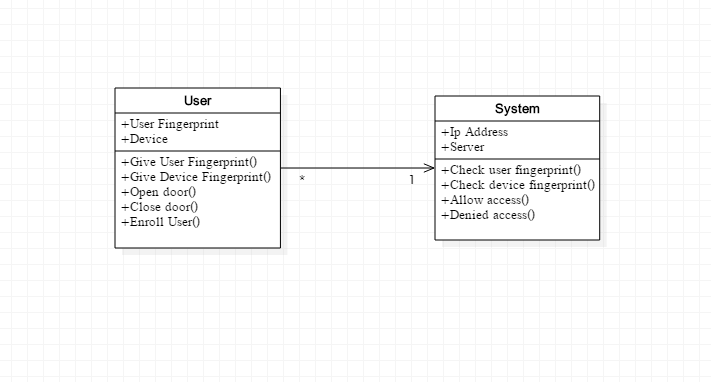 User
+User Fingerprint
+Device
+Give User Fingerprint()
+Give Device Fingerprint()
+Open door()
+Close door()
+Enroll User()
*
1
System
+Ip Address
+Server
+Check user fingerprint()
+Check device fingerprint()
+Allow access()
+Denied access()